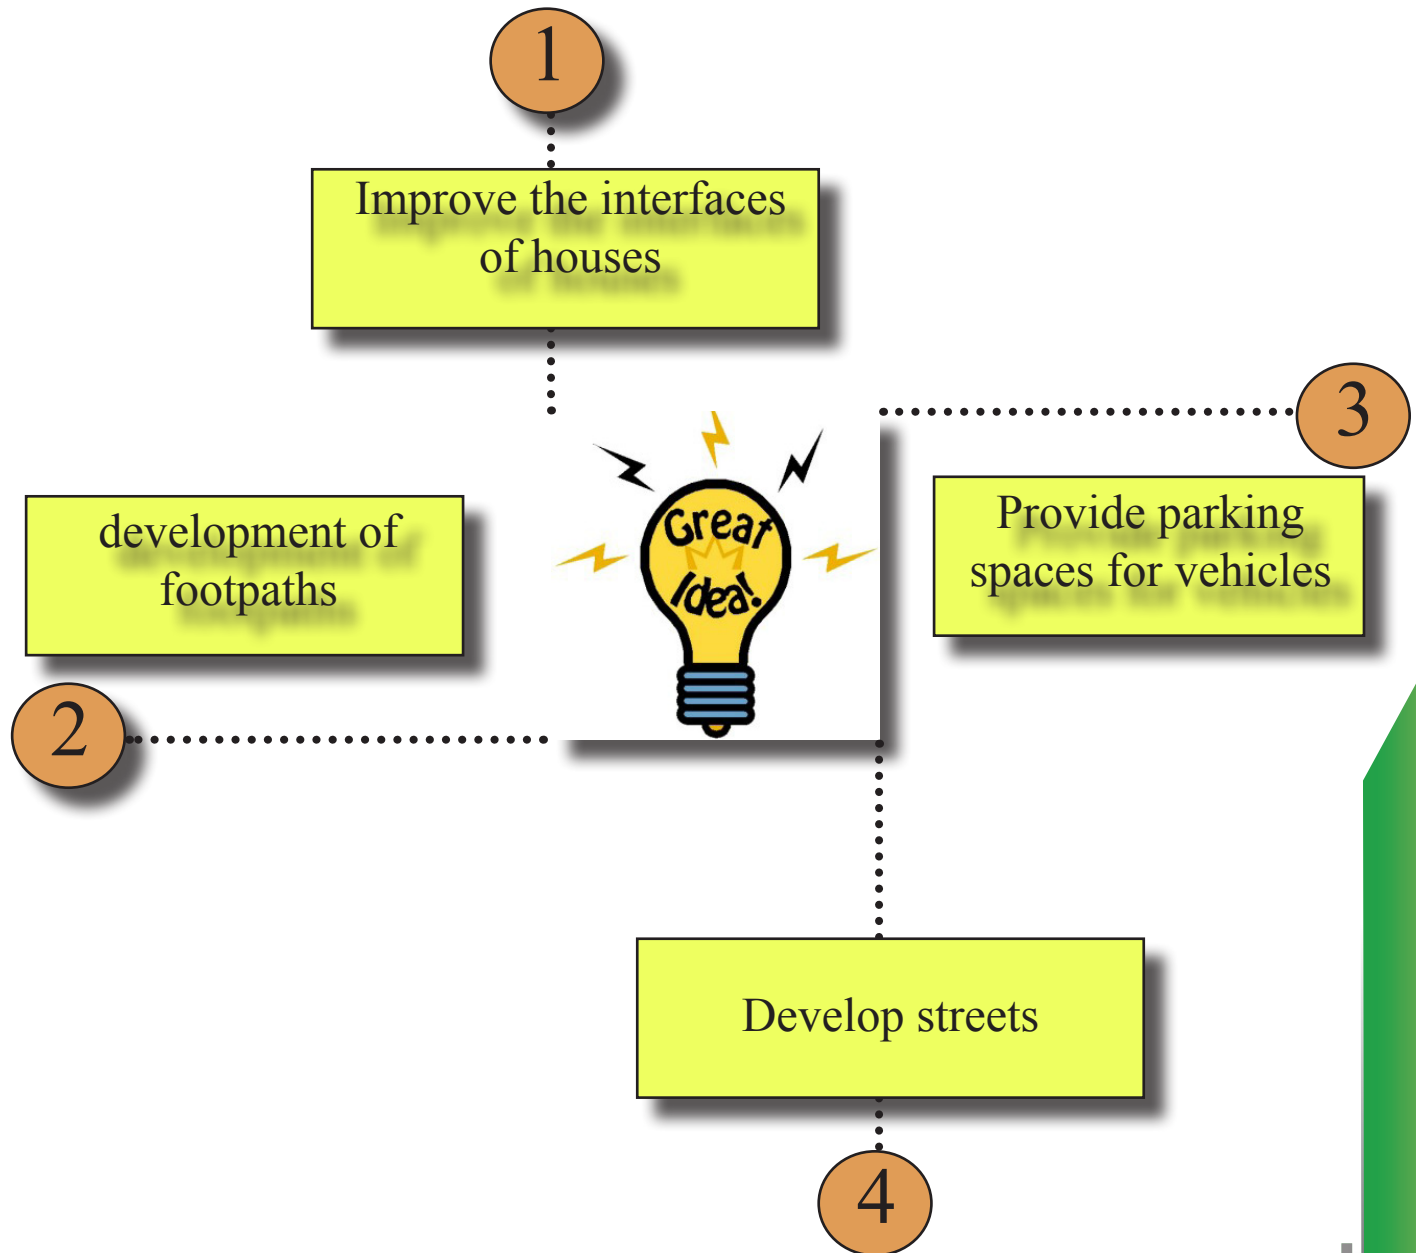 1
Improve the interfaces
of houses
3
Provide parking
spaces for vehicles
Great
Idea!
development of
footpaths
2
Develop streets
4